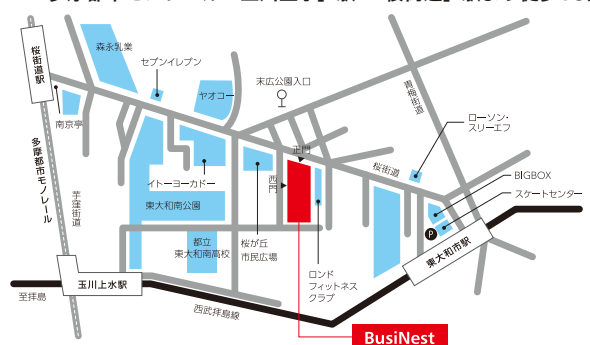 森永乳業
セブンイレブン
桜街道駅
ヤオコー
末広公園入口
青梅街道
南京亭
ローソン・
スリーエフ
正門
桜街道
多摩都市モノレール
芋窪街道
イトーヨーカドー
西門
BIGBOX
スケートセンター
東大和南公園
P
都立
東大和南高校
桜が丘
市民広場
ロンド
フィットネス
クラブ
東大和市駅
玉川上水駅
至拝島
西武拝島線
BusiNest